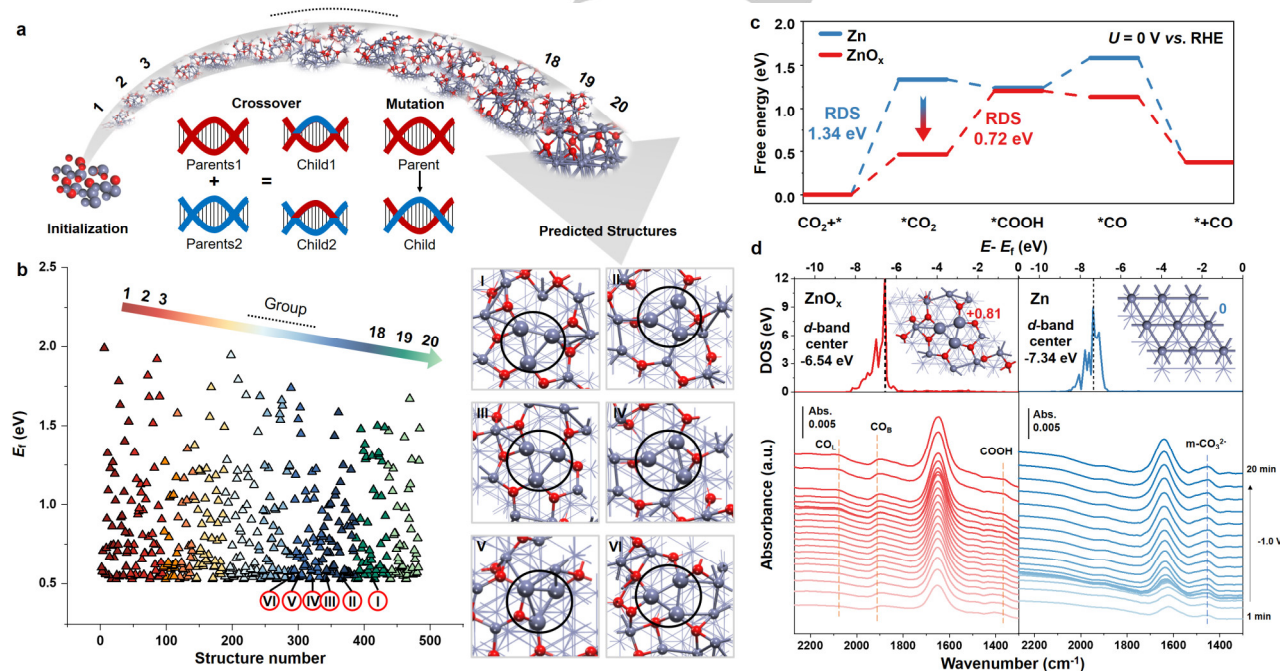 a
1
2
3
18
19
20
Crossover
Mutation
Parents1
Child1
Parent
+
=
Parents2
Child2
Child
Initialization
Predicted Structures
b
Ef (eV)
2.5
2.0
1.5
1.0
0.5
1 2 3
Group
18 19 20
VI
V
IV
III
II
I
0 100 200 300 400 500
Structure number
I
II
III
IV
V
VI
c
Free energy (eV)
2.0
1.5
1.0
0.5
0.0
Zn
ZnOx
U = 0 V vs. RHE
RDS
1.34 eV
RDS
0.72 eV
CO2+* *CO2 *COOH *CO *+CO
d
E- Ef (eV)
-10 -8 -6 -4 -2 0
-10 -8 -6 -4 -2 0
DOS (eV)
12
9
6
3
0
ZnOx
d-band
center
-6.54 eV
+0.81
Zn
d-band
center
-7.34 eV
0
Absorbance (a.u.)
Abs.
0.005
COL
COB
COOH
Abs.
0.005
m-CO32-
20 min
-1.0 V
1 min
2200 2000 1800 1600 1400
2200 2000 1800 1600 1400
Wavenumber (cm-1)